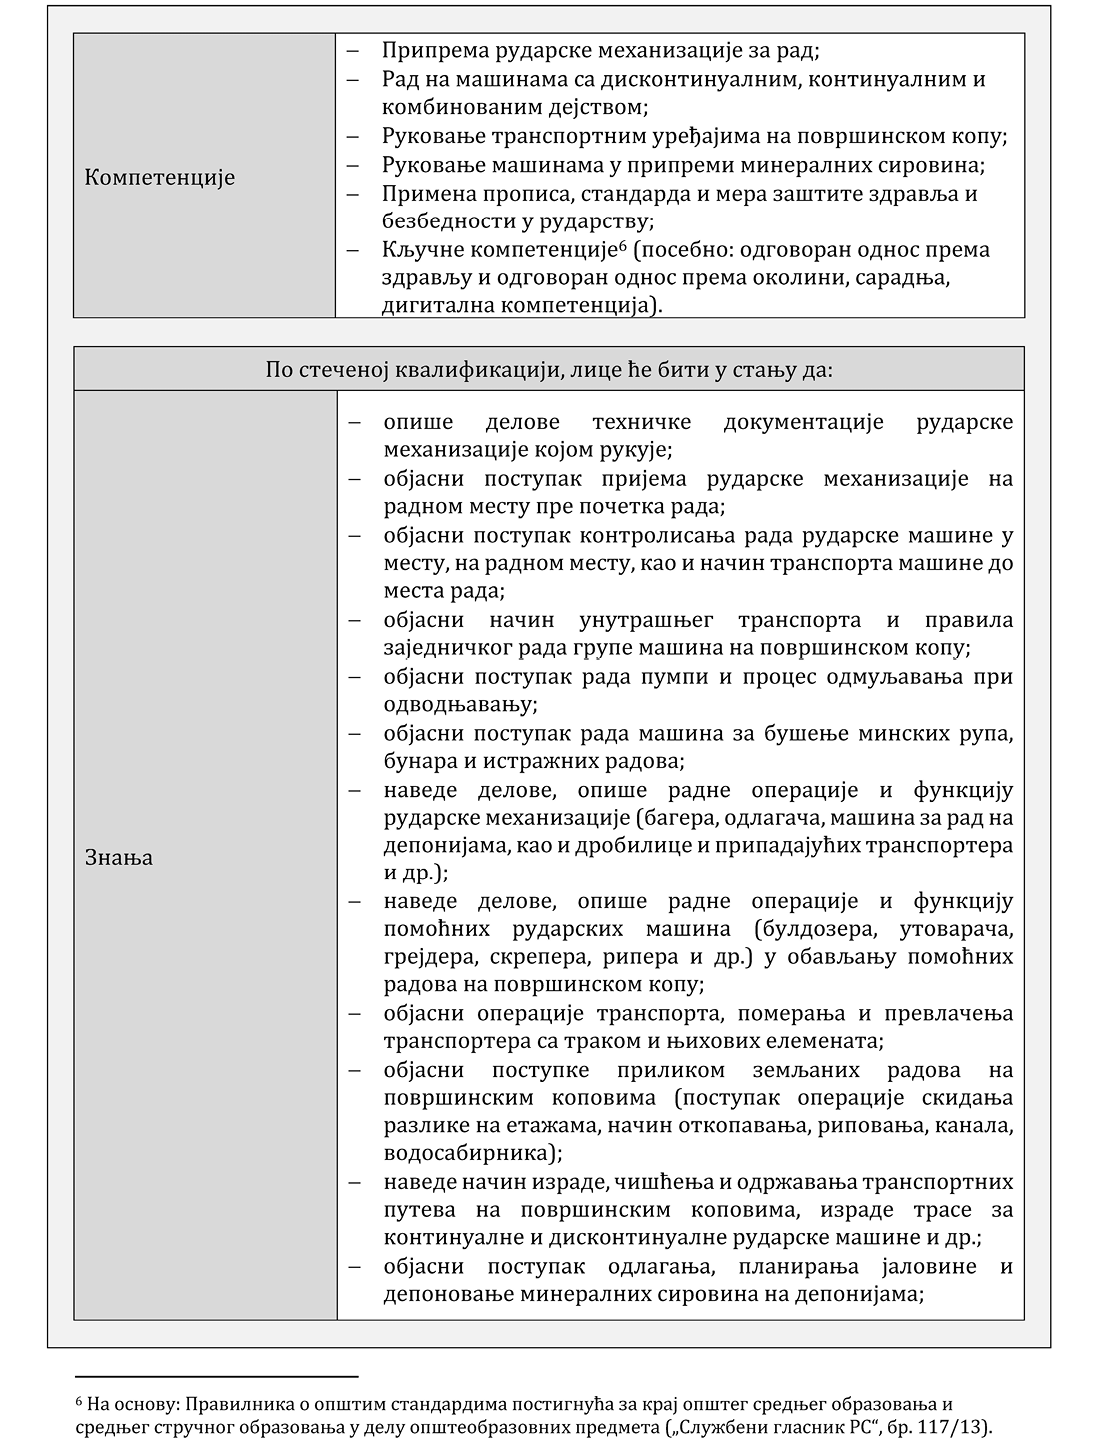 Компетенције
– Припрема рударске механизације за рад;
– Рад на машинама са дисконтинуалним, континуалним и
комбинованим дејством;
– Руковање транспортним уређајима на површинском копу;
– Руковање машинама у припреми минералних сировина;
– Примена прописа, стандарда и мера заштите здравља и
безбедности у рударству;
– Кључне компетенције⁶ (посебно: одговоран однос према
здрављу и одговоран однос према околини, сарадња,
дигитална компетенција).
По стеченој квалификацији, лице ће бити у стању да:
Знања
– опише делове техничке документације рударске
механизације којом рукује;
– објасни поступак пријема рударске механизације на
радном месту пре почетка рада;
– објасни поступак контролисања рада рударске машине у
месту, на радном месту, као и начин транспорта машине до
места рада;
– објасни начин унутрашњег транспорта и правила
заједничког рада групе машина на површинском копу;
– објасни поступак рада пумпи и процес одмуљавања при
одводњавању;
– објасни поступак рада машина за бушење минских рупа,
бунара и истражних радова;
– наведе делове, опише радне операције и функцију
рударске механизације (багера, одлагача, машина за рад на
депонијама, као и дробилице и припадајућих транспортера
и др.);
– наведе делове, опише радне операције и функцију
помоћних рударских машина (булдозера, утоварача,
грејдера, скрепера, рипера и др.) у обављању помоћних
радова на површинском копу;
– објасни операције транспорта, померања и превлачења
транспортера са траком и њихових елемената;
– објасни поступке приликом земљаних радова на
површинским коповима (поступак операције скидања
разлике на етажама, начин откопавања, риповања, канала,
водосабирника);
– наведе начин израде, чишћења и одржавања транспортних
путева на површинским коповима, израде трасе за
континуалне и дисконтинуалне рударске машине и др.;
– објасни поступак одлагања, планирања јаловине и
депоновање минералних сировина на депонијама;
⁶ На основу: Правилника о општим стандардима постигнућа за крај општег средњег образовања и
средњег стручног образовања у делу општеобразовних предмета („Службени гласник РС“, бр. 117/13).